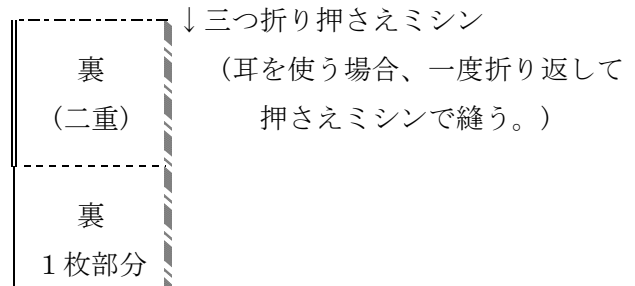 ↓三つ折り押さえミシン
裏
（耳を使う場合、一度折り返して
（二重）
押さえミシンで縫う。）
裏
１枚部分